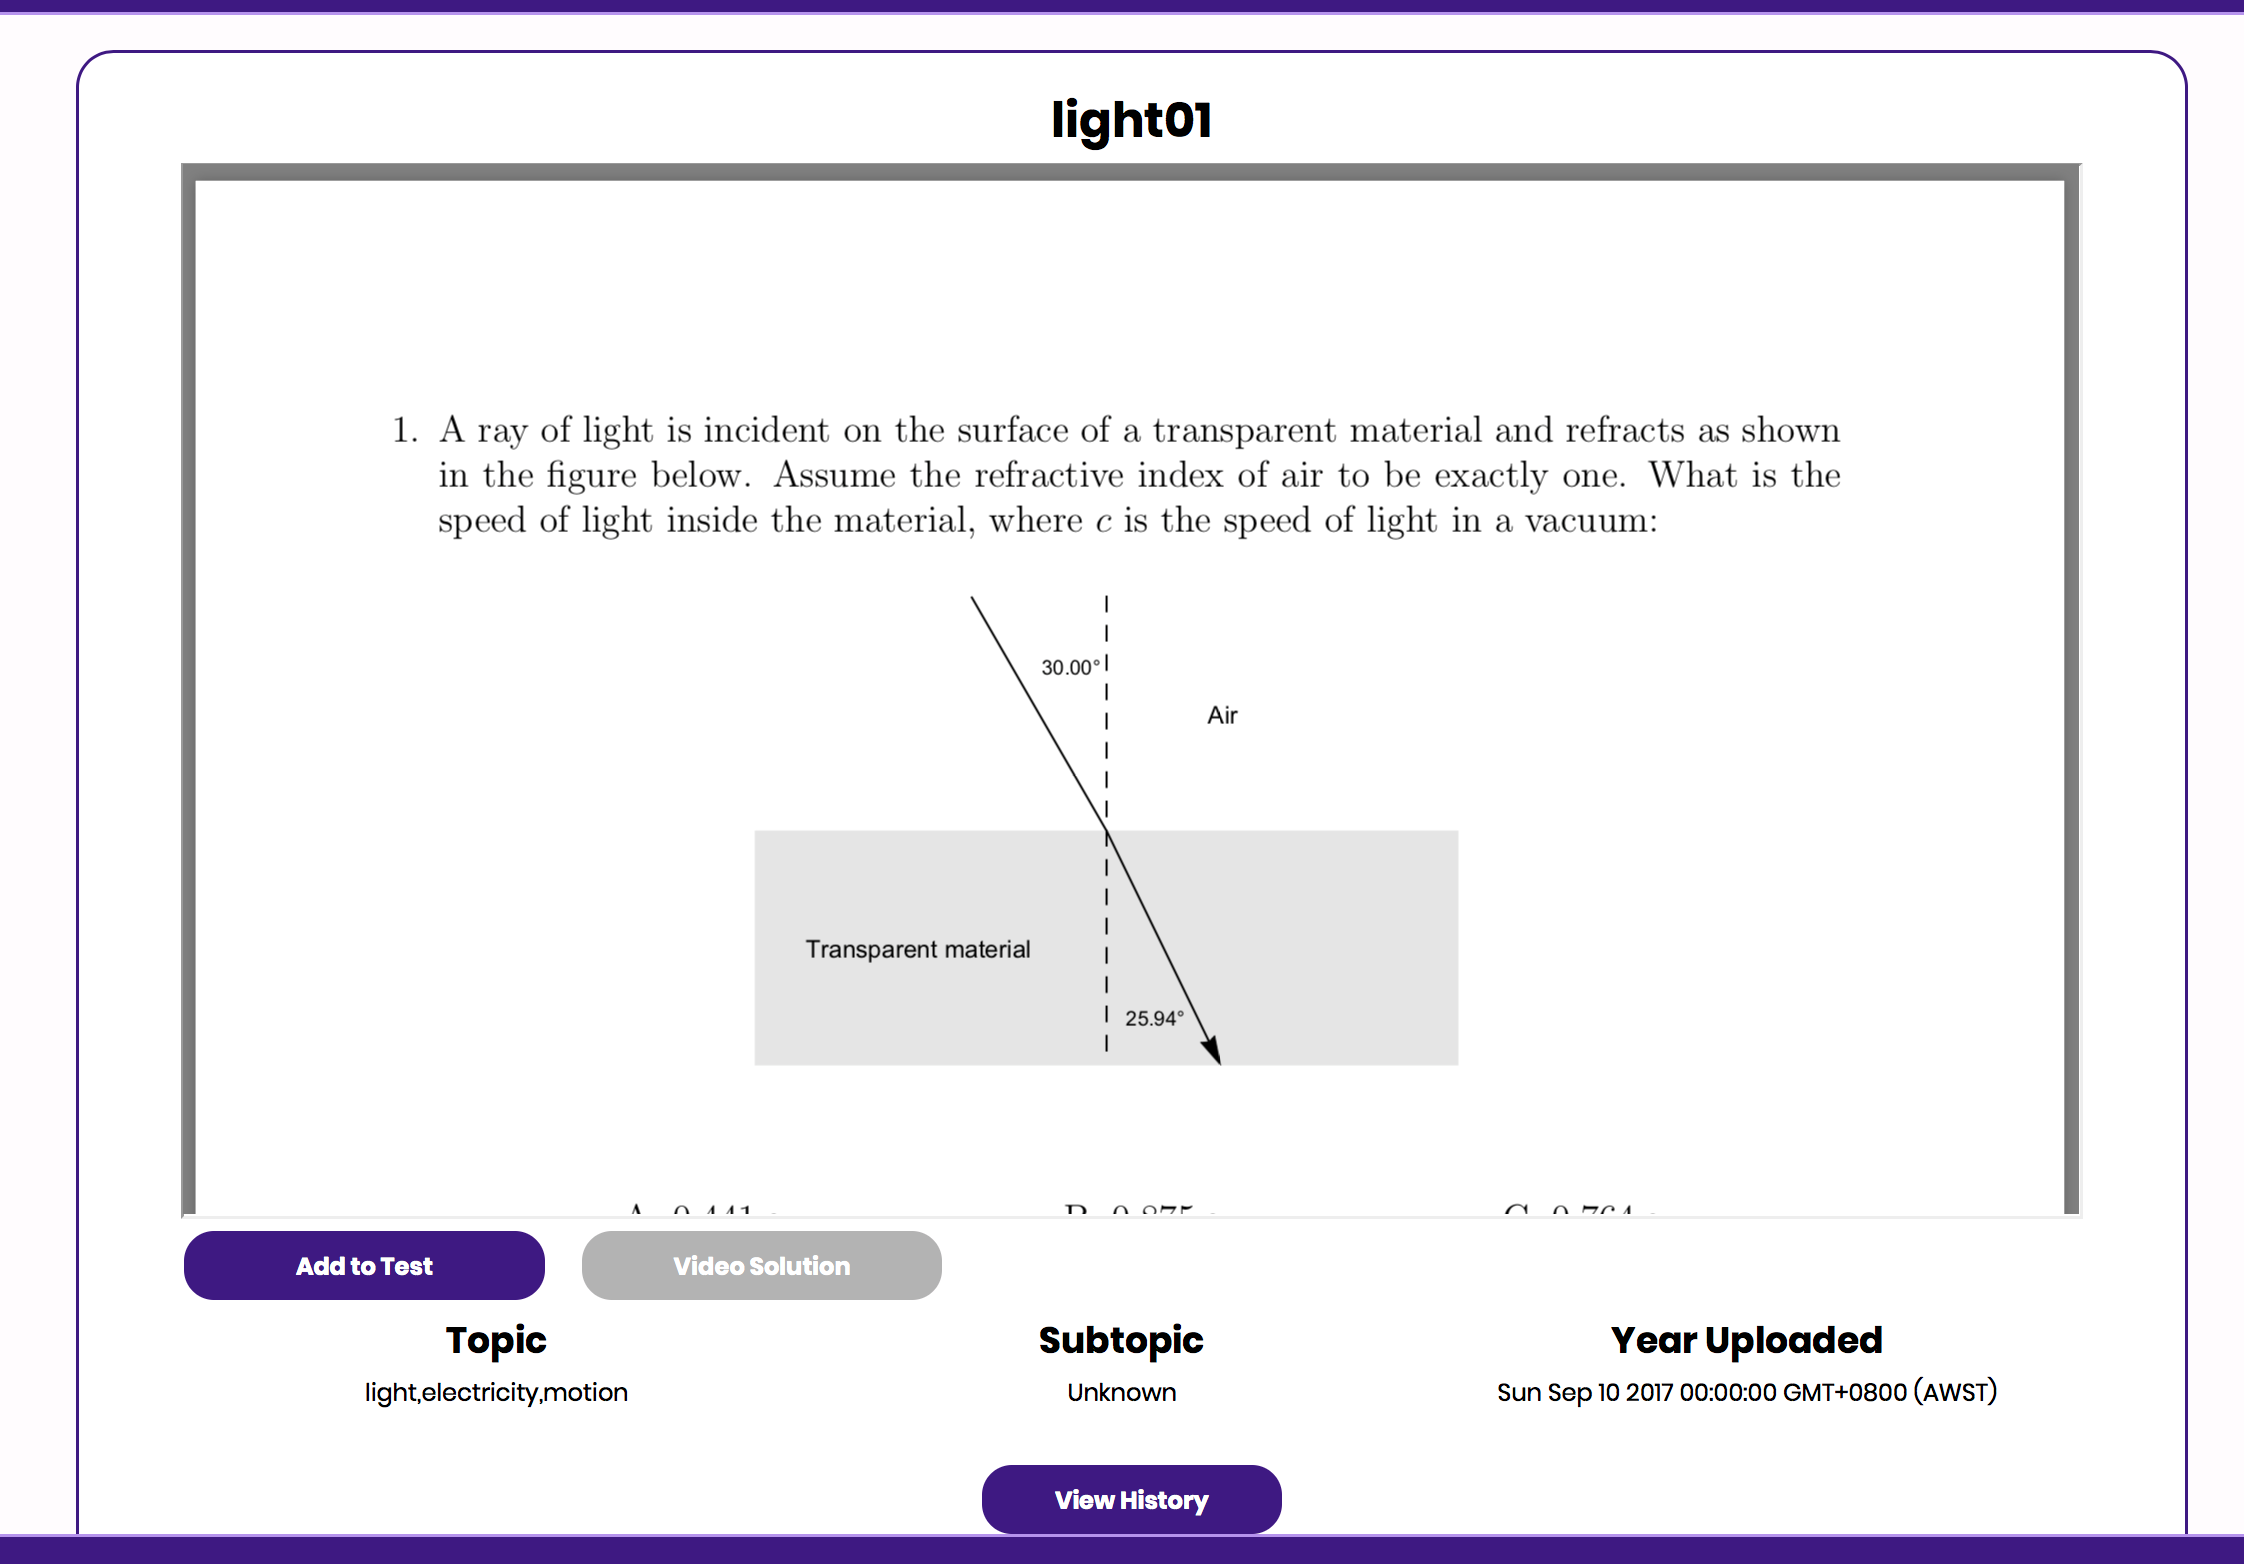 light01
1. A ray of light is incident on the surface of a transparent material and refracts as shown
in the figure below. Assume the refractive index of air to be exactly one. What is the
speed of light inside the material, where c is the speed of light in a vacuum:
30.00°
Air
Transparent material
25.94°
Add to Test
Video Solution
Topic
Subtopic
Year Uploaded
light,electricity,motion
Unknown
Sun Sep 10 2017 00:00:00 GMT+0800 (AWST)
View History